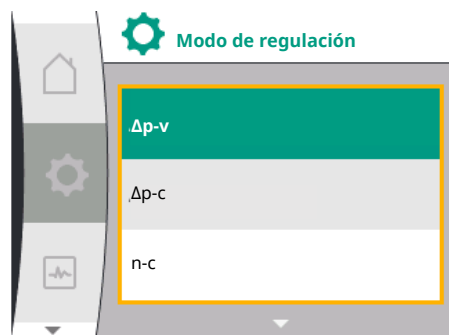 Modo de regulación
Δp-v
Δp-c
n-c